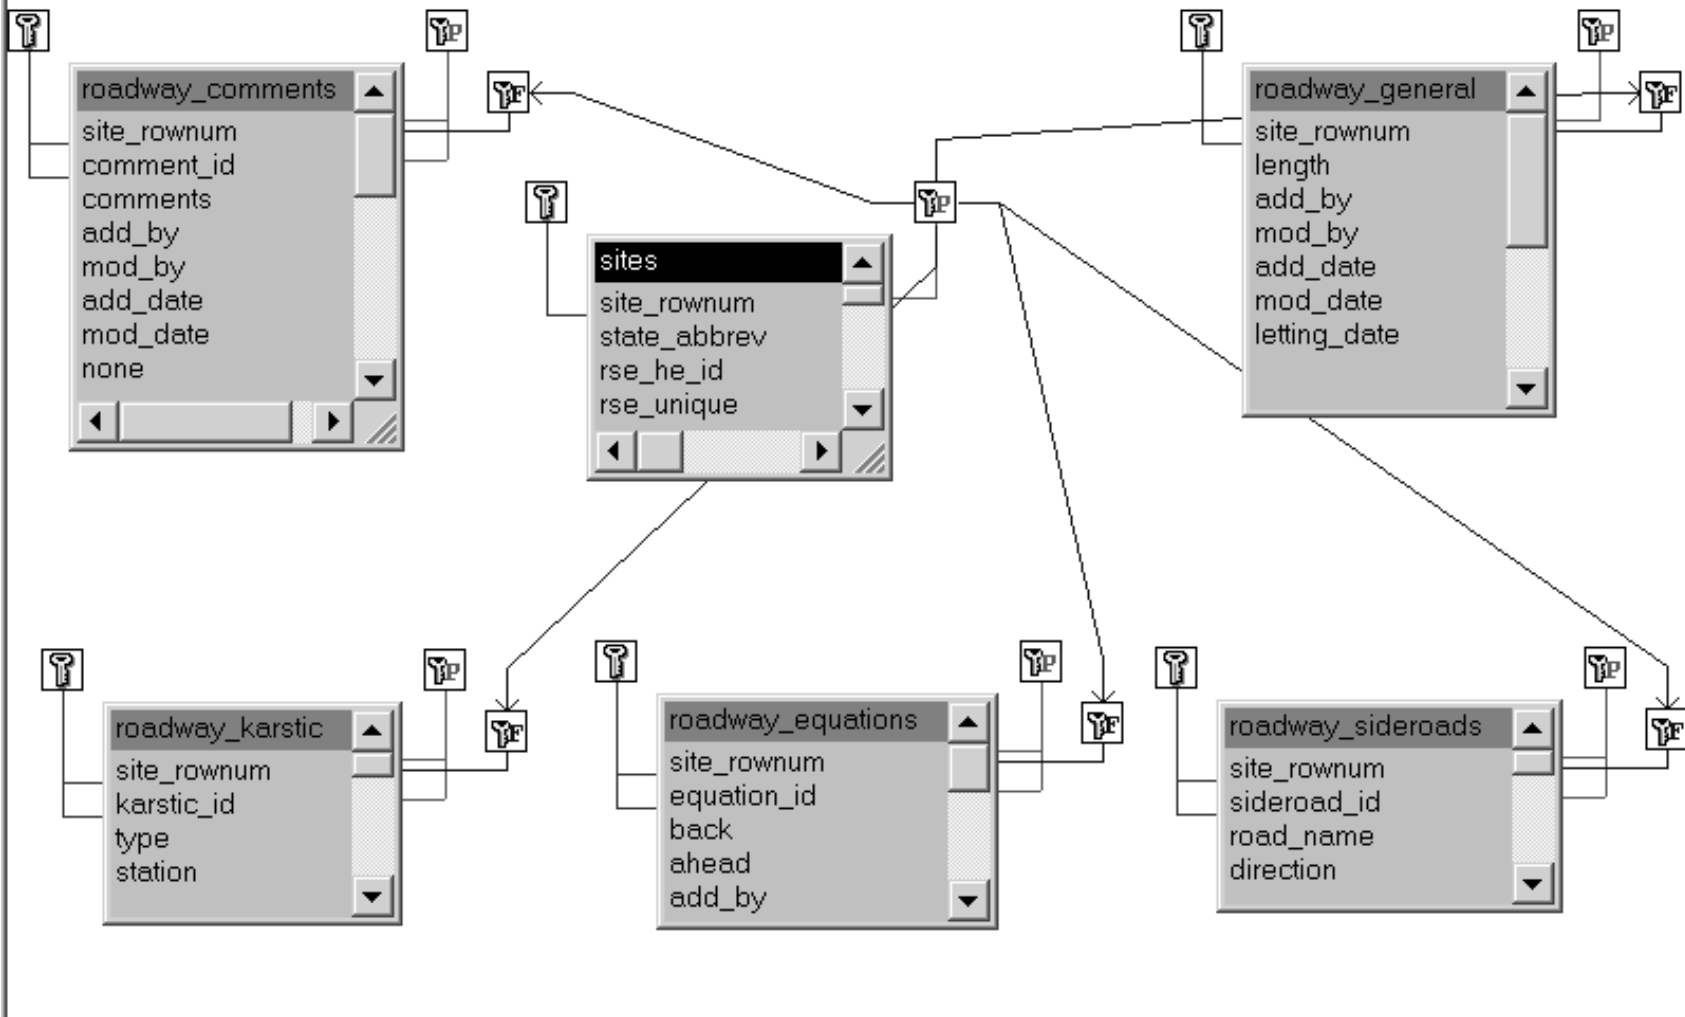 roadway_comments
site_rownum
comment_id
comments
add_by
mod_by
add_date
mod_date
none
P
F
sites
site_rownum
state_abbrev
rse_he_id
rse_unique
P
roadway_general
site_rownum
length
add_by
mod_by
add_date
mod_date
letting_date
P
F
roadway_karstic
site_rownum
karstic_id
type
station
P
F
roadway_equations
site_rownum
equation_id
back
ahead
add_by
P
F
roadway_sideroads
site_rownum
sideroad_id
road_name
direction
P
F